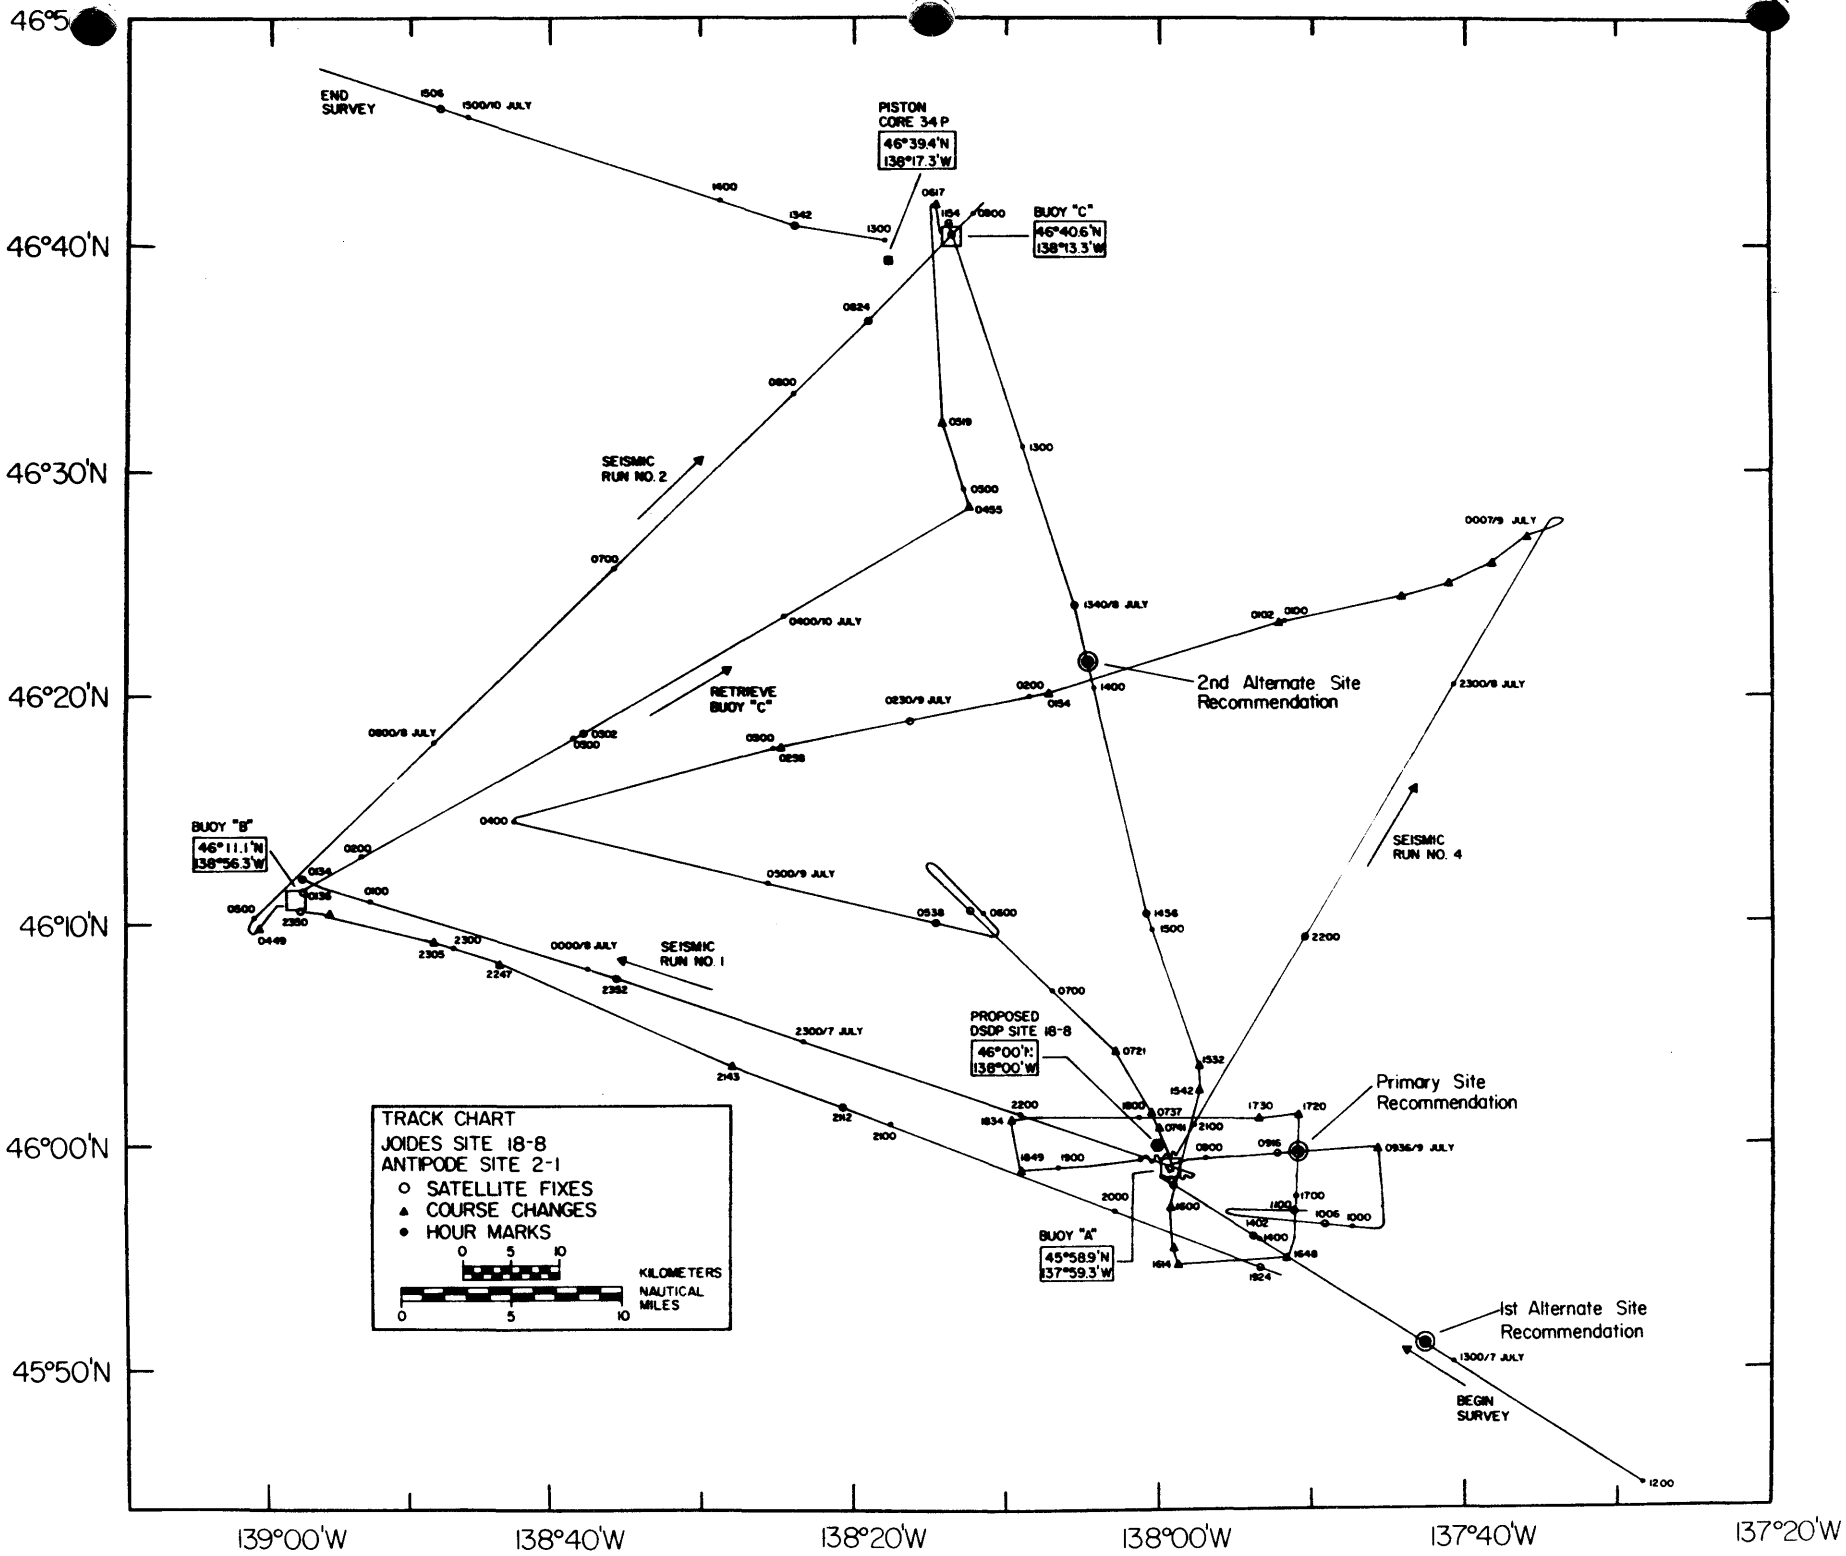 46°5
END
SURVEY
1506
1500/10 JULY
1400
1342
1300
PISTON
CORE 34 P
46°39.4'N
138°17.3'W
0617
1154
0900
BUOY "C"
46°40.6'N
138°13.3'W
46°40'N
0824
0800
0519
1300
SEISMIC
RUN NO. 2
46°30'N
0500
0455
0007/9 JULY
0700
0400/10 JULY
1340/8 JULY
0102
0100
RETRIEVE
BUOY "C"
46°20'N
0230/9 JULY
0200
0154
1400
2nd Alternate Site
Recommendation
2300/8 JULY
0302
0300
0300
0258
BUOY "B"
46°11.1'N
138°56.3'W
0400
SEISMIC
RUN NO. 4
0200
0134
0136
0100
0500/9 JULY
46°10'N
2350
0449
2305
2300
2247
0000/8 JULY
2352
SEISMIC
RUN NO. 1
0538
0600
1456
1500
2200
0700
2300/7 JULY
PROPOSED
DSDP SITE 18-8
46°00'N
138°00'W
0721
1532
1542
2143
2112
2100
2200
1800
0737
0741
2100
1730
1720
Primary Site
Recommendation
46°00'N
1834
1849
1900
0800
0916
0936/9 JULY
2000
1600
1700
1100
1006
1000
1402
1400
1648
1614
1924
BUOY "A"
45°58.9'N
137°59.3'W
TRACK CHART
JOIDES SITE 18-8
ANTIPODE SITE 2-1
SATELLITE FIXES
COURSE CHANGES
HOUR MARKS
0 5 10
KILOMETERS
NAUTICAL
MILES
0 5 10
1st Alternate Site
Recommendation
1300/7 JULY
45°50'N
BEGIN
SURVEY
1200
139°00'W 138°40'W 138°20'W 138°00'W 137°40'W 137°20'W